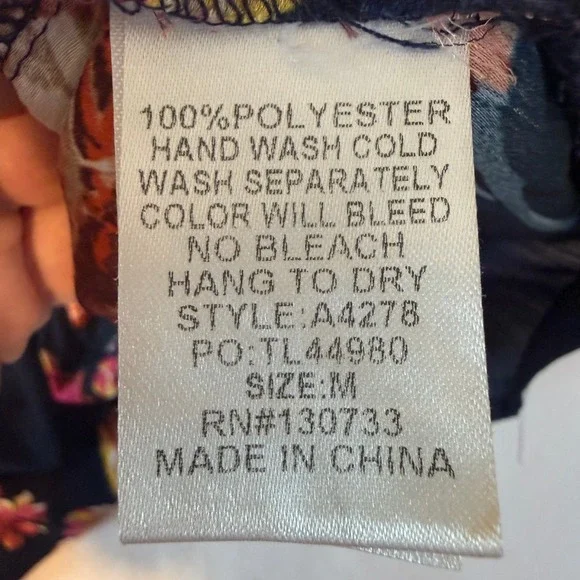 100%POLYESTER
HAND WASH COLD
WASH SEPARATELY
COLOR WILL BLEED
NO BLEACH
HANG TO DRY
STYLE:A4278
PO:TL44980
SIZE:M
RN#130733
MADE IN CHINA